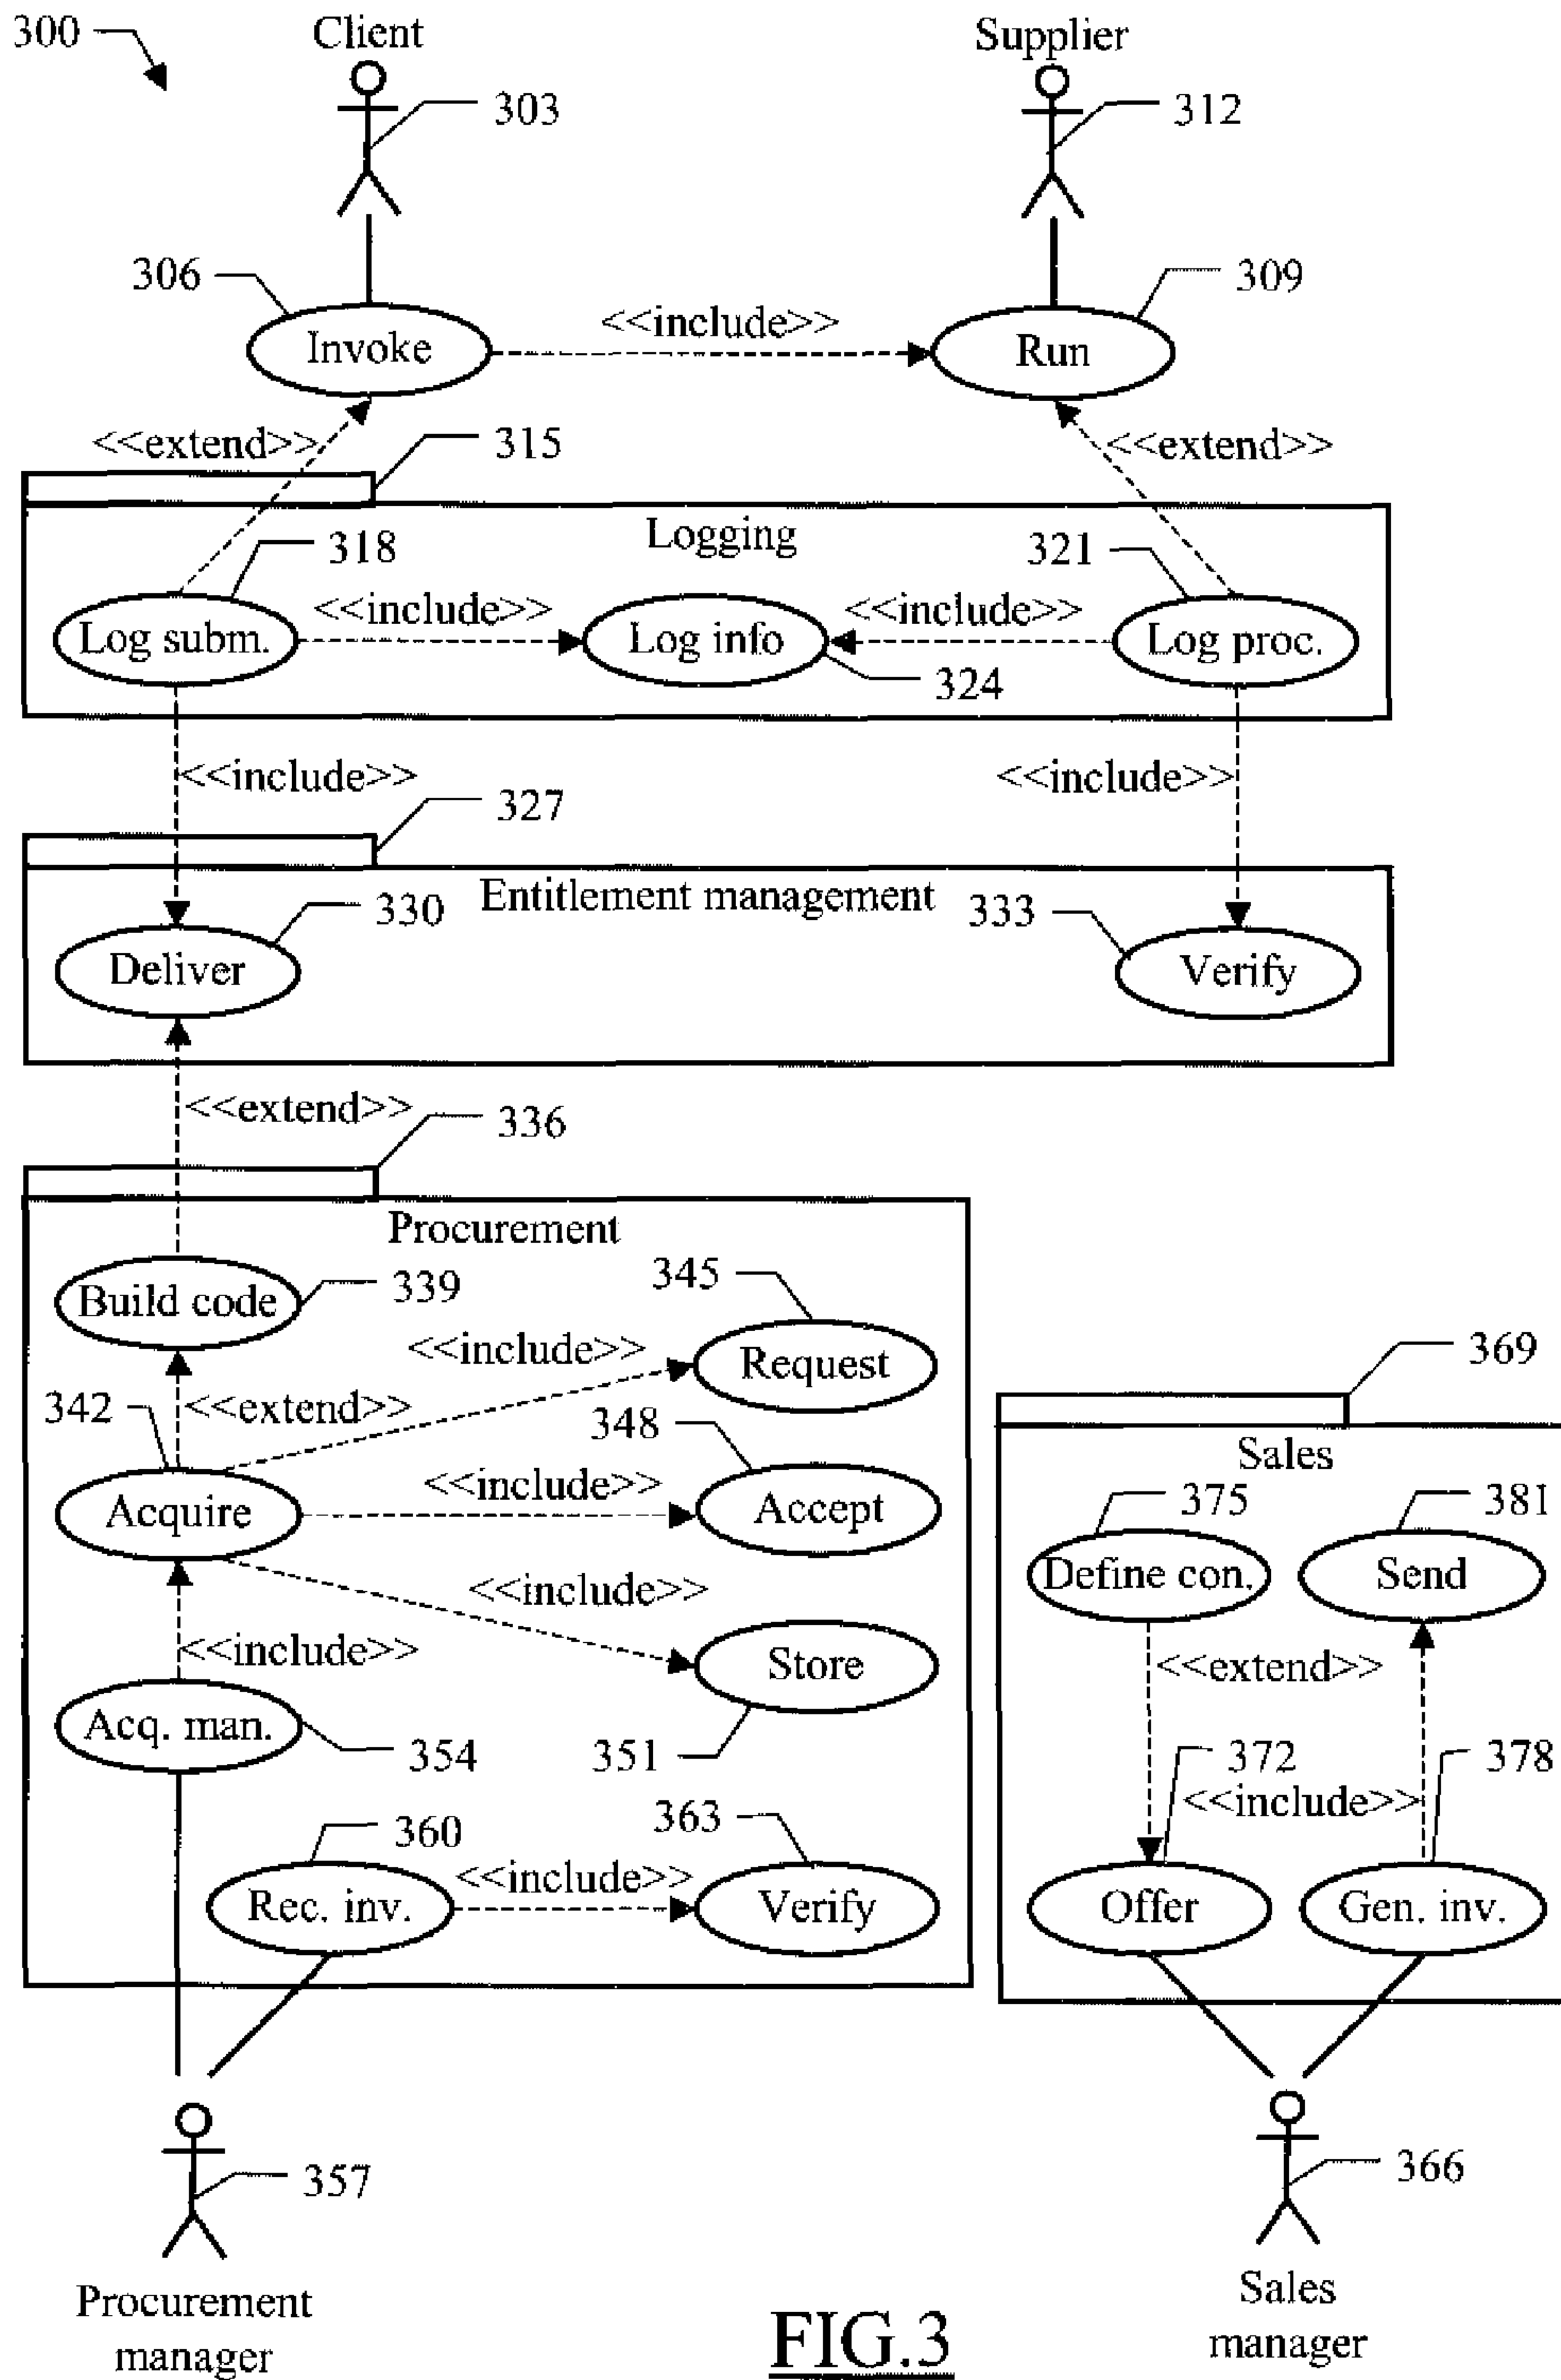 300
Client
Supplier
303
312
306
309
Invoke
<<include>>
Run
<<extend>>
315
<<extend>>
Logging
318
321
<<include>>
<<include>>
Log subm.
Log info
Log proc.
324
<<include>>
<<include>>
327
Entitlement management
330
333
Deliver
Verify
<<extend>>
336
Procurement
345
Build code
339
<<include>>
Request
369
342
<<extend>>
348
Sales
<<include>>
375
381
Acquire
Accept
Define con.
Send
<<include>>
<<include>>
Store
<<extend>>
Acq. man.
354
351
372
378
<<include>>
360
363
<<include>>
Rec. inv.
Verify
Offer
Gen. inv.
357
366
Procurement
manager
Sales
manager
FIG.3